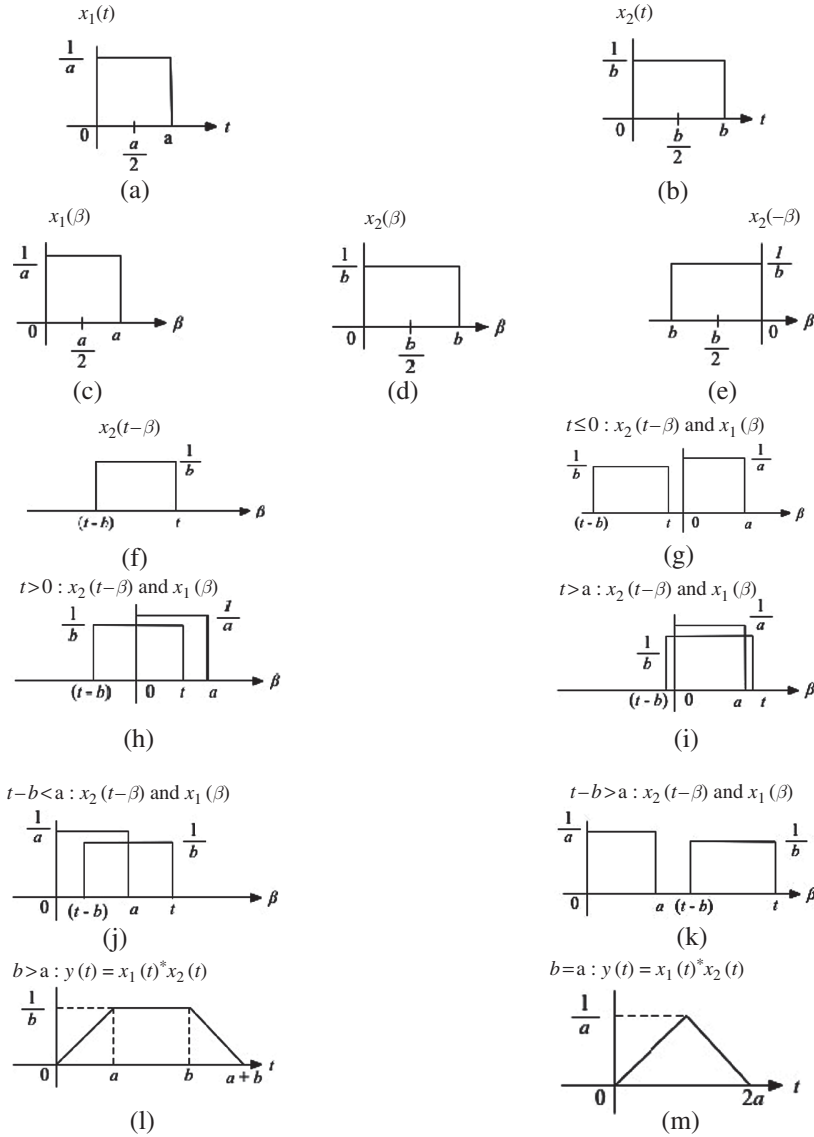 x₁(t)
1/a
0 a/2 a t
(a)
x₂(t)
1/b
0 b/2 b t
(b)
x₁(β)
1/a
0 a/2 a β
(c)
x₂(β)
1/b
0 b/2 b β
(d)
x₂(–β)
1/b
b b/2 0 β
(e)
x₂(t–β)
1/b
(t-b) t β
(f)
t≤0 : x₂(t–β) and x₁(β)
1/b 1/a
(t-b) t 0 a β
(g)
t>0 : x₂(t–β) and x₁(β)
1/b 1/a
(t-b) 0 t a β
(h)
t>a : x₂(t–β) and x₁(β)
1/a
1/b
(t-b) 0 a t β
(i)
t–b<a : x₂(t–β) and x₁(β)
1/a 1/b
0 (t-b) a t β
(j)
t–b>a : x₂(t–β) and x₁(β)
1/a 1/b
0 a (t-b) t β
(k)
b>a : y(t) = x₁(t)*x₂(t)
1/b
0 a b a+b t
(l)
b=a : y(t) = x₁(t)*x₂(t)
1/a
0 2a t
(m)